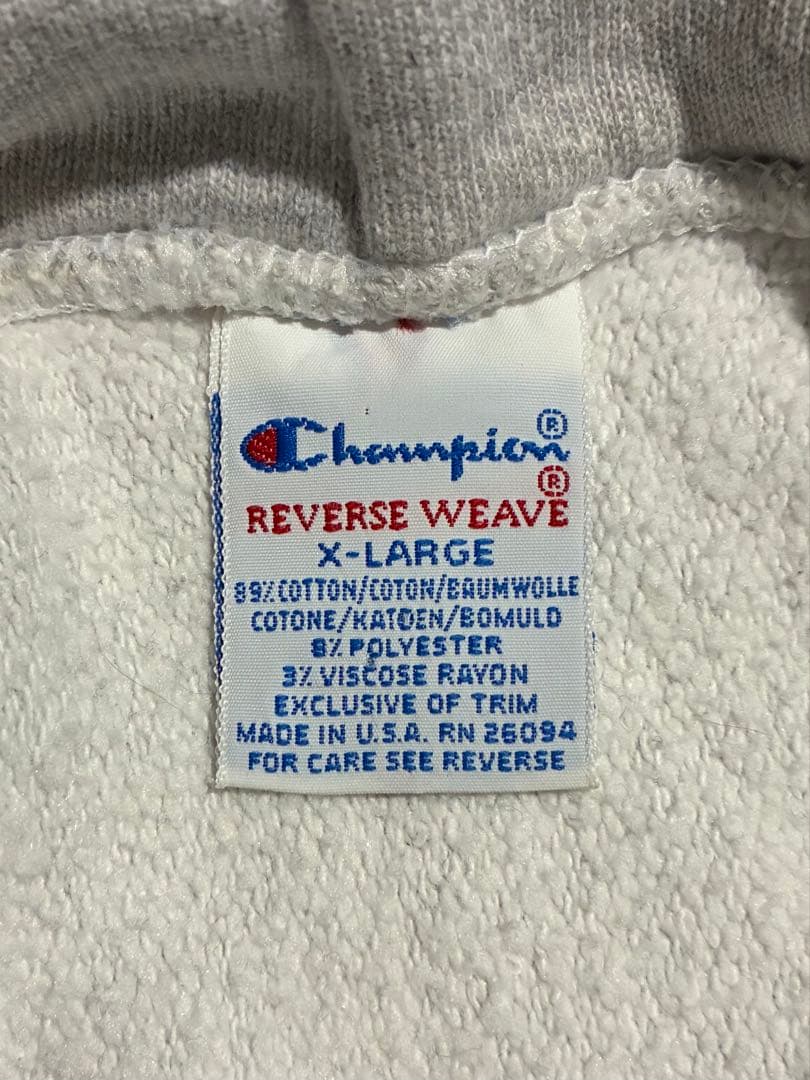 Champion®
REVERSE WEAVE®
X-LARGE
89% COTTON/COTON/BAUMWOLLE
COTONE/KATOEN/BOMULD
8% POLYESTER
3% VISCOSE RAYON
EXCLUSIVE OF TRIM
MADE IN U.S.A. RN 26094
FOR CARE SEE REVERSE